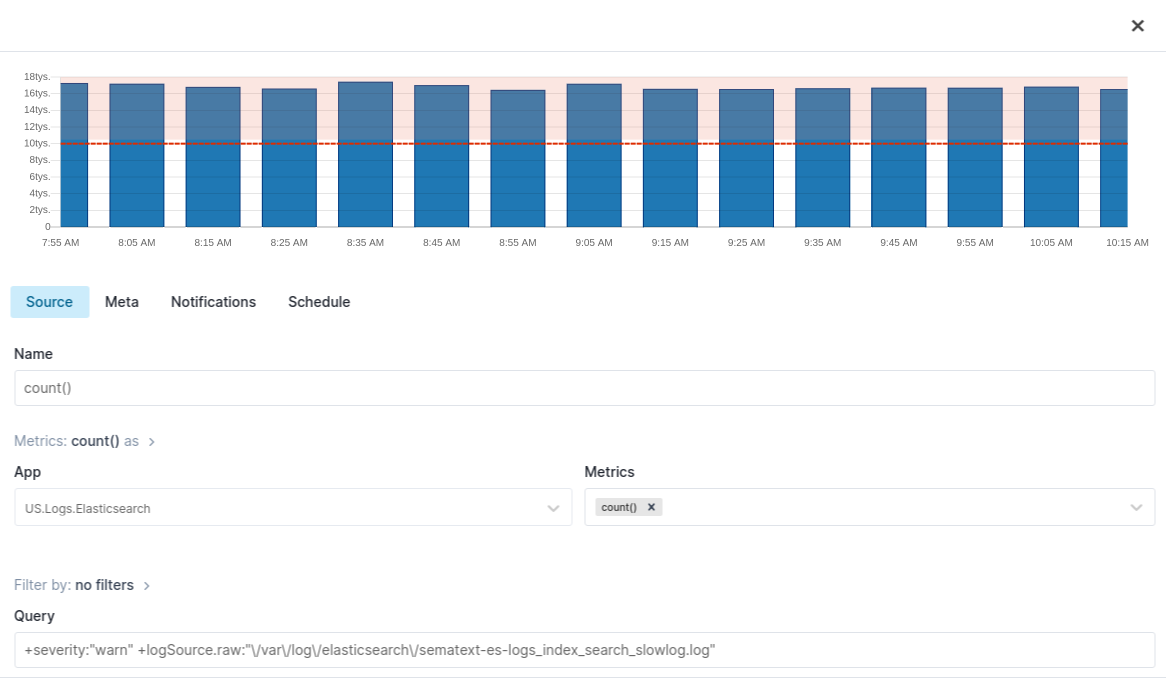 ✕
18tys.
16tys.
14tys.
12tys.
10tys.
8tys.
6tys.
4tys.
2tys.
0
7:55 AM 8:05 AM 8:15 AM 8:25 AM 8:35 AM 8:45 AM 8:55 AM 9:05 AM 9:15 AM 9:25 AM 9:35 AM 9:45 AM 9:55 AM 10:05 AM 10:15 AM
Source Meta Notifications Schedule
Name
count()
Metrics: count() as >
App Metrics
US.Logs.Elasticsearch count() ✕
Filter by: no filters >
Query
+severity:"warn" +logSource.raw:"\/var\/log\/elasticsearch\/sematext-es-logs_index_search_slowlog.log"